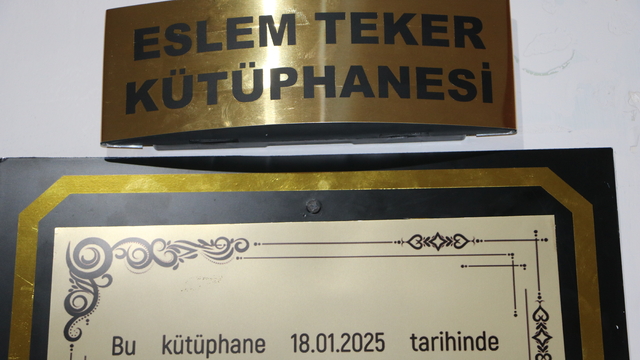 ESLEM TEKER
KÜTÜPHANESİ
Bu kütüphane 18.01.2025 tarihinde